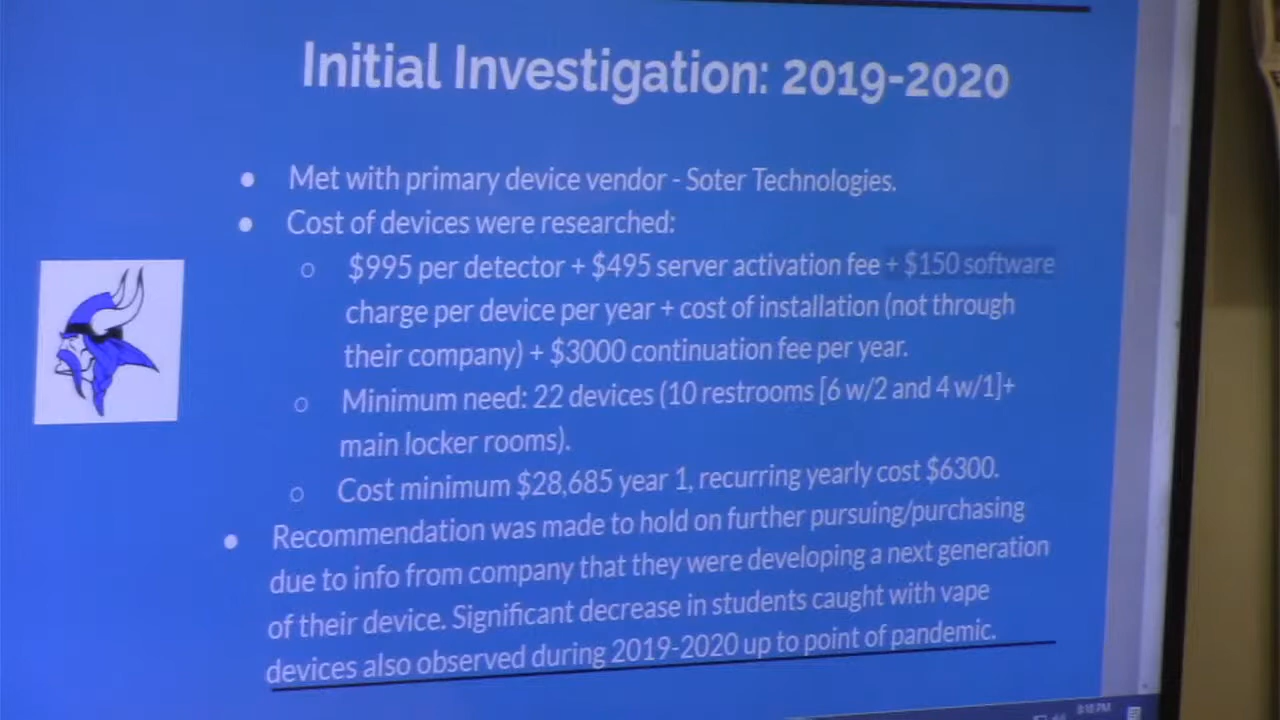 Initial Investigation: 2019-2020
● Met with primary device vendor - Soter Technologies.
● Cost of devices were researched:
○ $995 per detector + $495 server activation fee + $150 software
charge per device per year + cost of installation (not through
their company) + $3000 continuation fee per year.
○ Minimum need: 22 devices (10 restrooms [6 w/2 and 4 w/1]+
main locker rooms).
○ Cost minimum $28,685 year 1, recurring yearly cost $6300.
● Recommendation was made to hold on further pursuing/purchasing
due to info from company that they were developing a next generation
of their device. Significant decrease in students caught with vape
devices also observed during 2019-2020 up to point of pandemic.